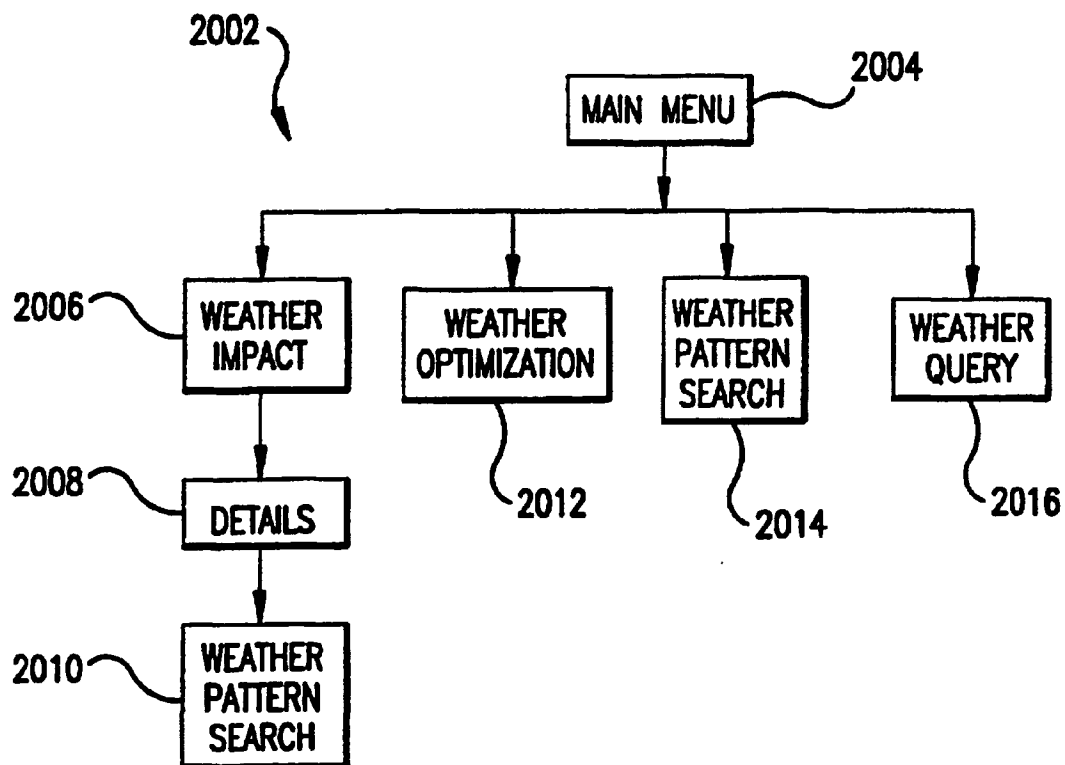 2002
2004
MAIN MENU
2006
WEATHER
IMPACT
WEATHER
OPTIMIZATION
WEATHER
PATTERN
SEARCH
WEATHER
QUERY
2012
2014
2016
2008
DETAILS
2010
WEATHER
PATTERN
SEARCH